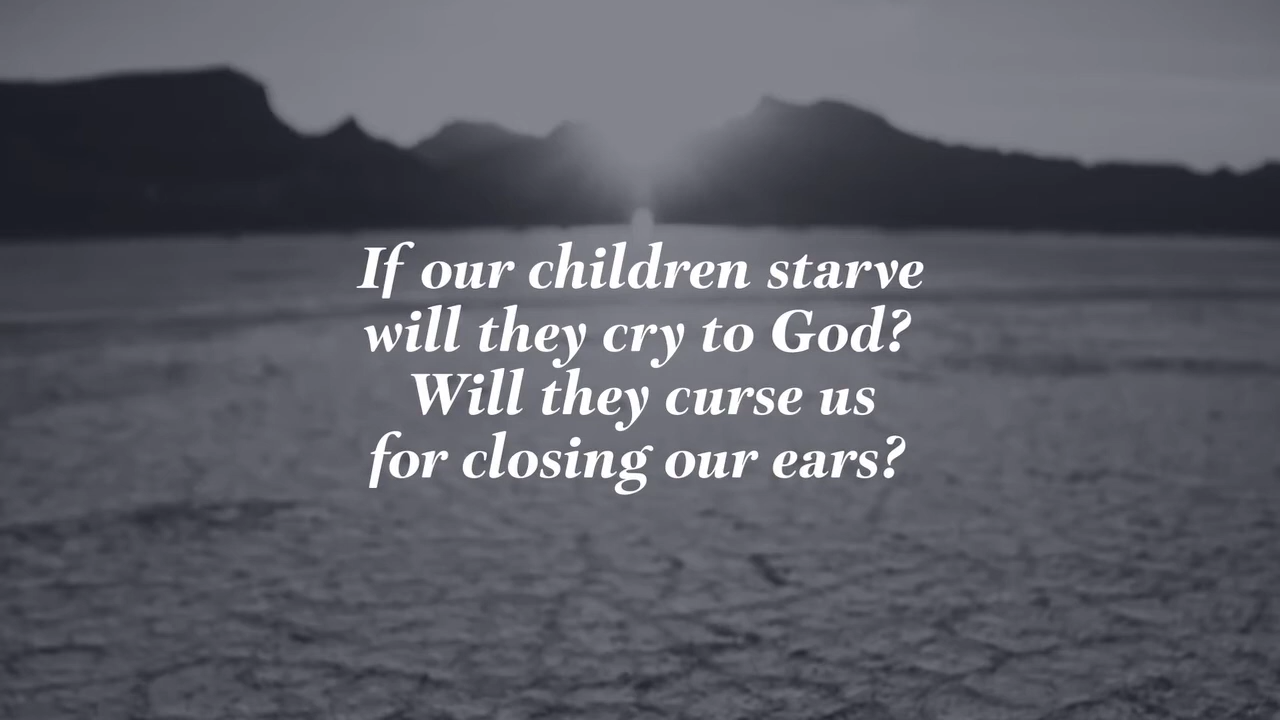 If our children starve
will they cry to God?
Will they curse us
for closing our ears?